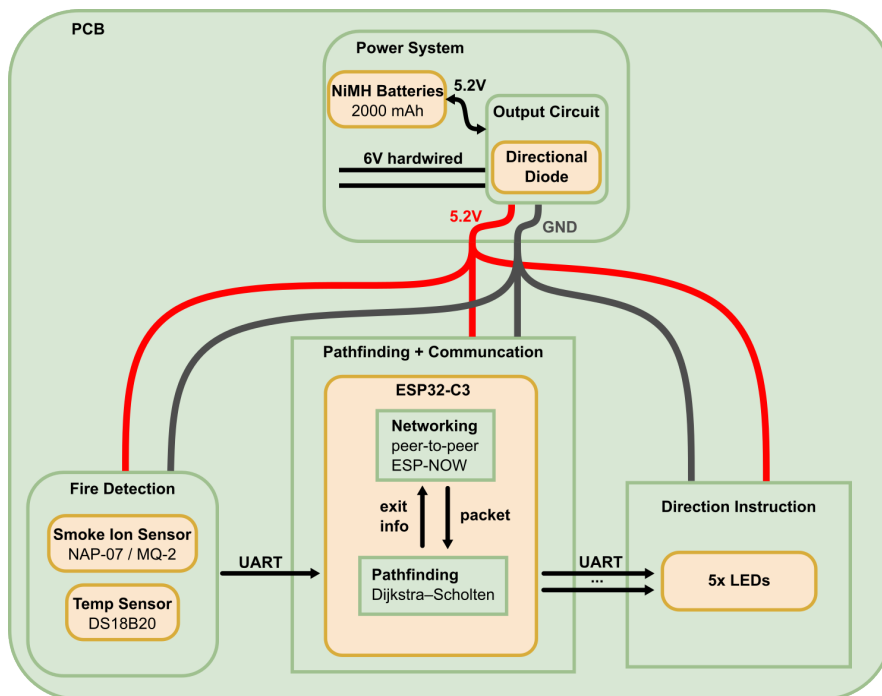 PCB
Power System
NiMH Batteries
2000 mAh
5.2V
Output Circuit
Directional
Diode
6V hardwired
5.2V
GND
Pathfinding + Communcation
ESP32-C3
Networking
peer-to-peer
ESP-NOW
exit
info
packet
Pathfinding
Dijkstra–Scholten
Fire Detection
Smoke Ion Sensor
NAP-07 / MQ-2
Temp Sensor
DS18B20
UART
UART
...
Direction Instruction
5x LEDs